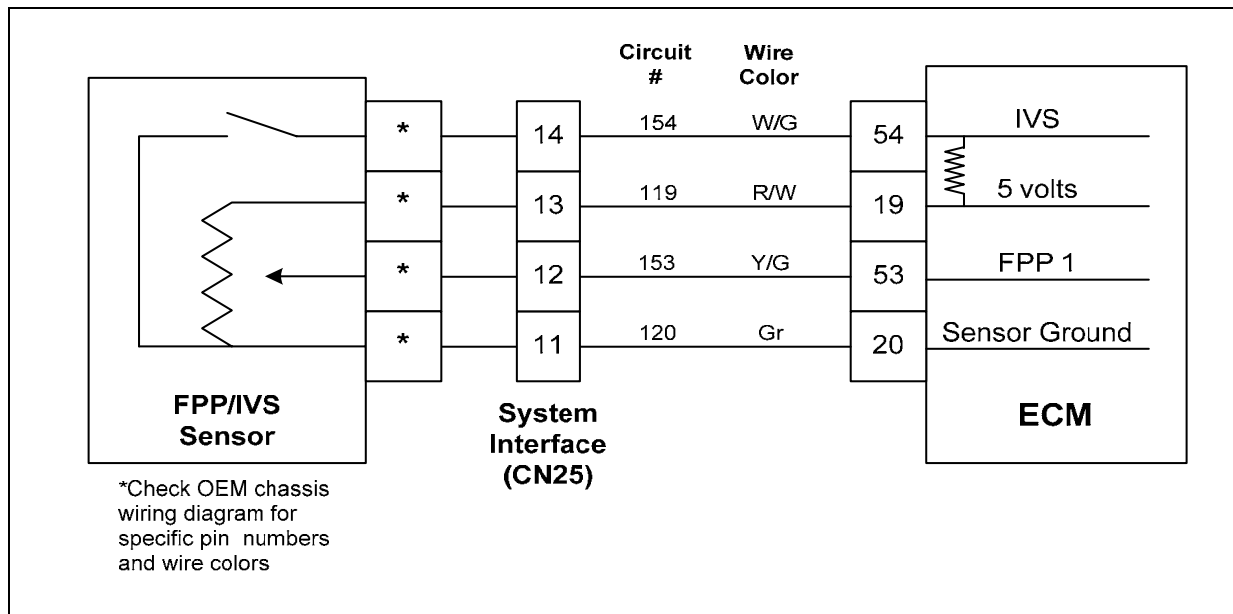 Circuit
#
Wire
Color
* 14 154 W/G 54 IVS
* 13 119 R/W 19 5 volts
* 12 153 Y/G 53 FPP 1
* 11 120 Gr 20 Sensor Ground
FPP/IVS
Sensor
System
Interface
(CN25)
ECM
*Check OEM chassis
wiring diagram for
specific pin numbers
and wire colors